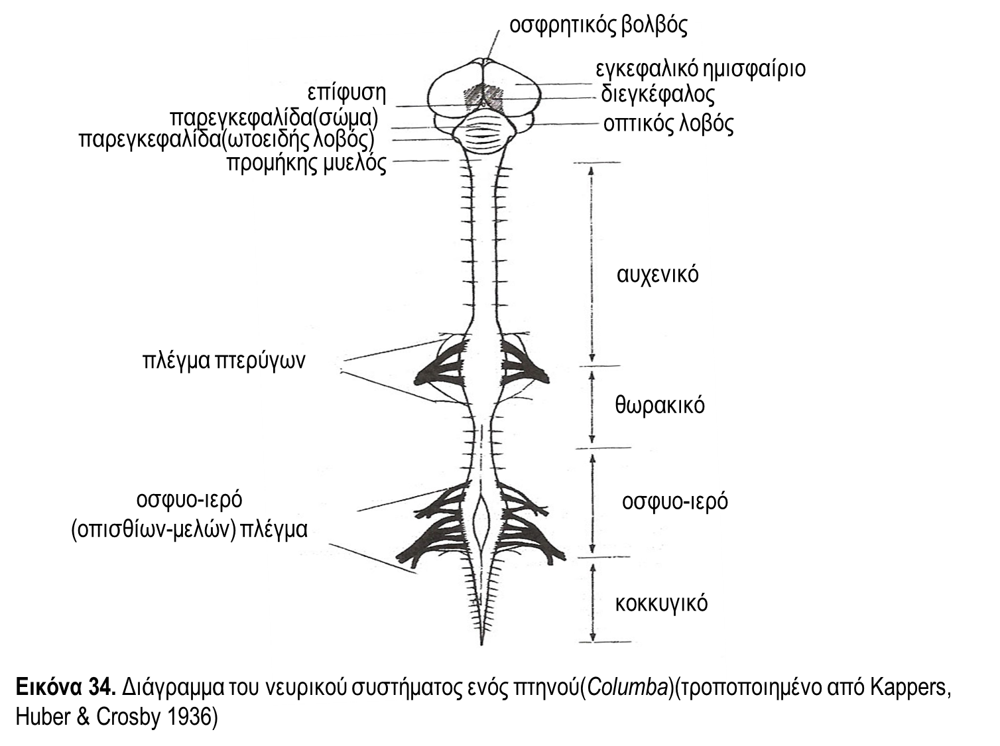 οσφρητικός βολβός
εγκεφαλικό ημισφαίριο
επίφυση
διεγκέφαλος
παρεγκεφαλίδα(σώμα)
οπτικός λοβός
παρεγκεφαλίδα(ωτοειδής λοβός)
προμήκης μυελός
αυχενικό
πλέγμα πτερύγων
θωρακικό
οσφυο-ιερό
(οπισθίων-μελών) πλέγμα
οσφυο-ιερό
κοκκυγικό
Εικόνα 34. Διάγραμμα του νευρικού συστήματος ενός πτηνού(Columba)(τροποποιημένο από Kappers,
Huber & Crosby 1936)